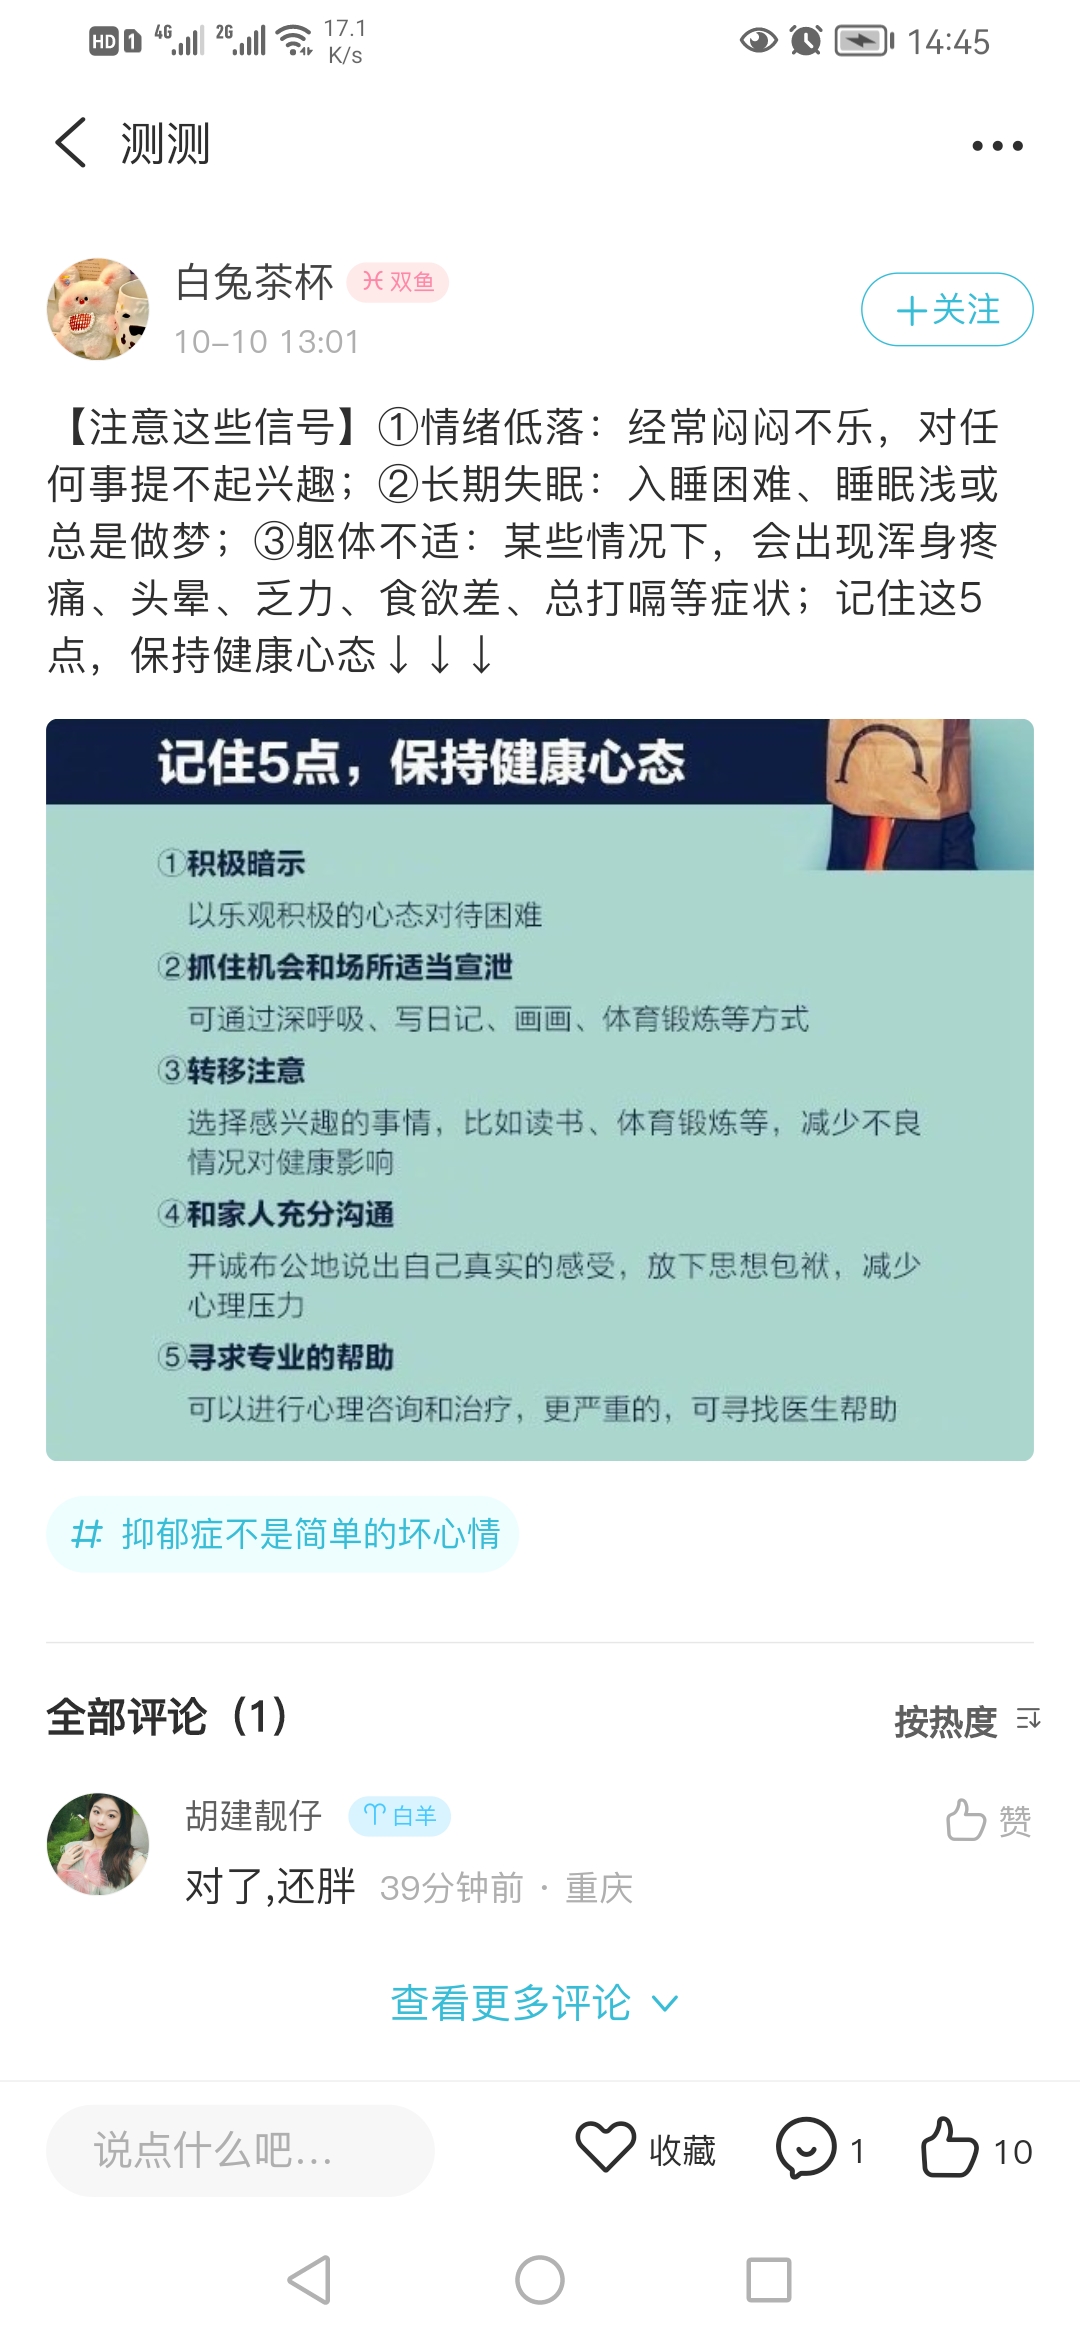 HD 1 4G 2G 17.1 K/s 14:45
测测
白兔茶杯 双鱼
10-10 13:01
+关注
【注意这些信号】①情绪低落：经常闷闷不乐，对任
何事提不起兴趣；②长期失眠：入睡困难、睡眠浅或
总是做梦；③躯体不适：某些情况下，会出现浑身疼
痛、头晕、乏力、食欲差、总打嗝等症状；记住这5
点，保持健康心态↓↓↓
记住5点，保持健康心态
①积极暗示
以乐观积极的心态对待困难
②抓住机会和场所适当宣泄
可通过深呼吸、写日记、画画、体育锻炼等方式
③转移注意
选择感兴趣的事情，比如读书、体育锻炼等，减少不良
情况对健康影响
④和家人充分沟通
开诚布公地说出自己真实的感受，放下思想包袱，减少
心理压力
⑤寻求专业的帮助
可以进行心理咨询和治疗，更严重的，可寻找医生帮助
# 抑郁症不是简单的坏心情
全部评论（1）
按热度
胡建靓仔 白羊
赞
对了,还胖 39分钟前 · 重庆
查看更多评论
说点什么吧... 收藏 1 10